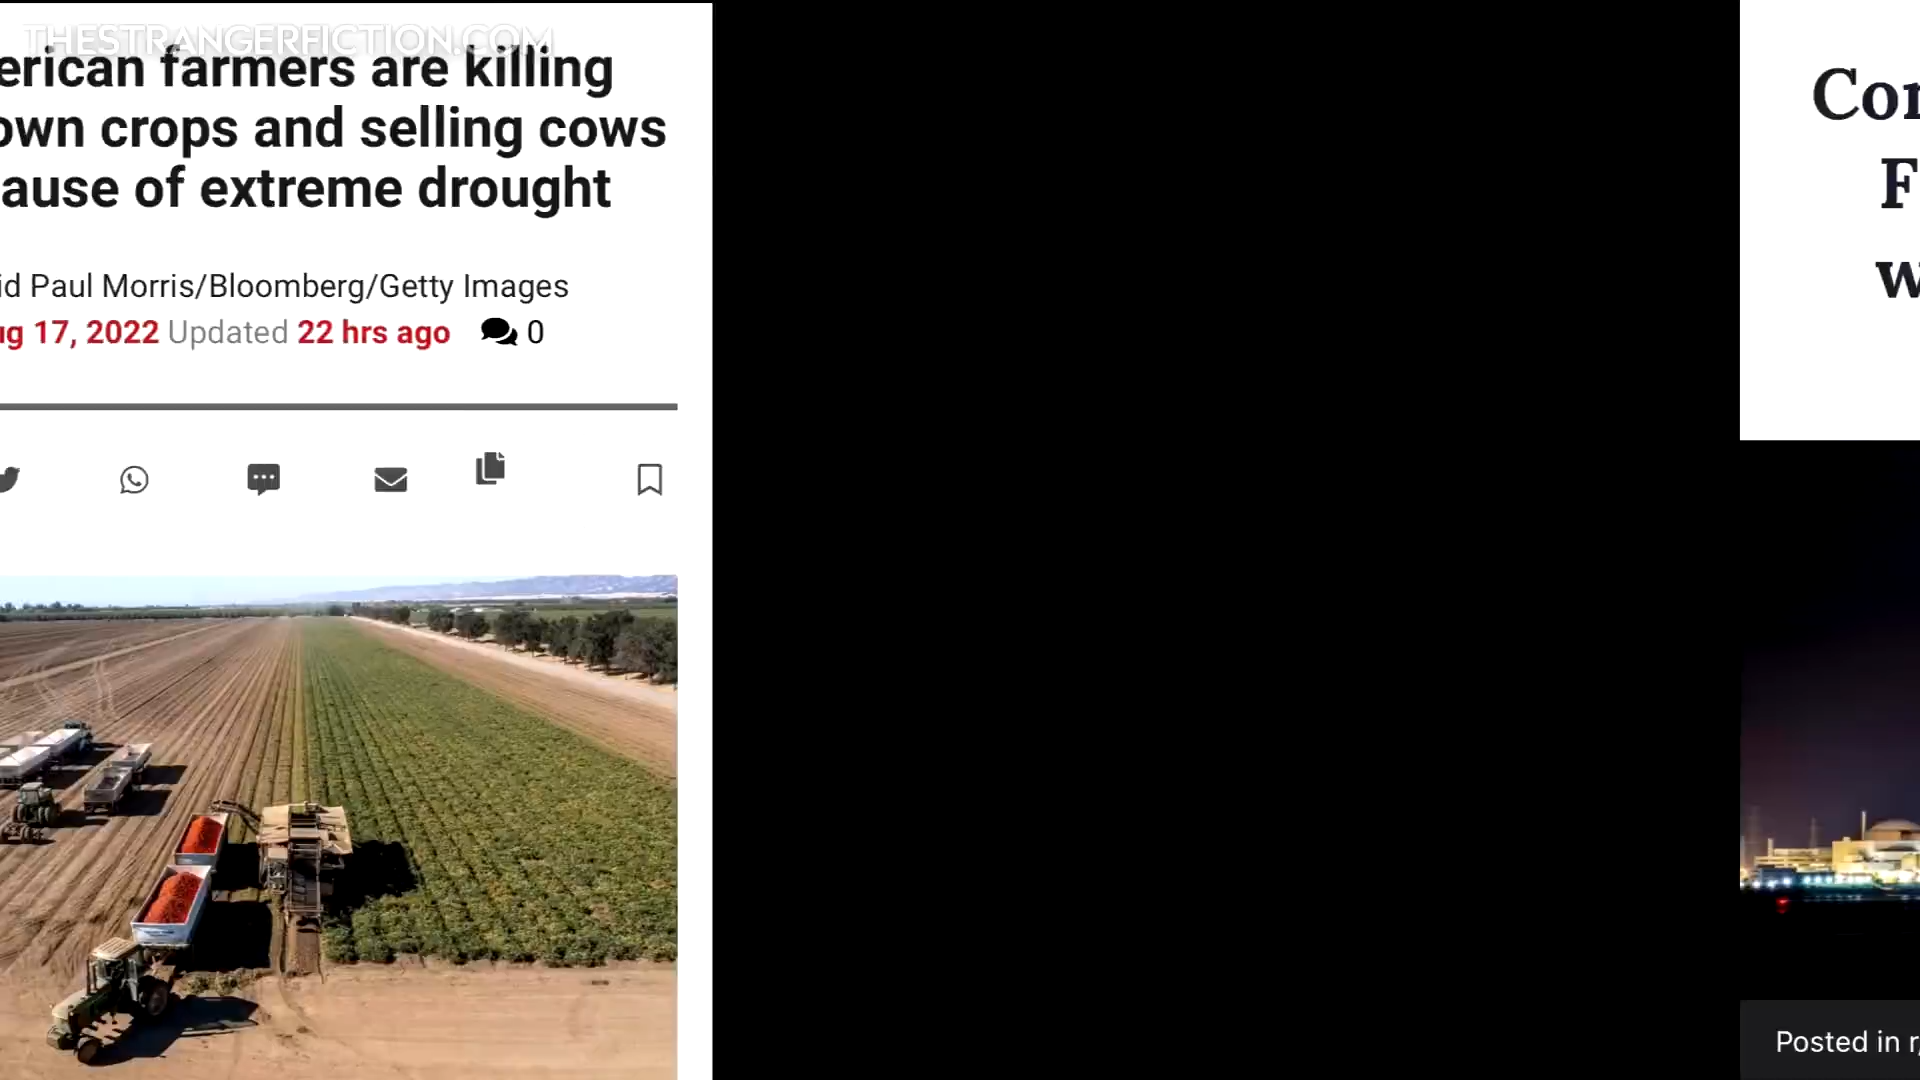 THESTRANGERFICTION.COM
erican farmers are killing
own crops and selling cows
ause of extreme drought
id Paul Morris/Bloomberg/Getty Images
ug 17, 2022 Updated 22 hrs ago 0
Cor
F
w
Posted in r/